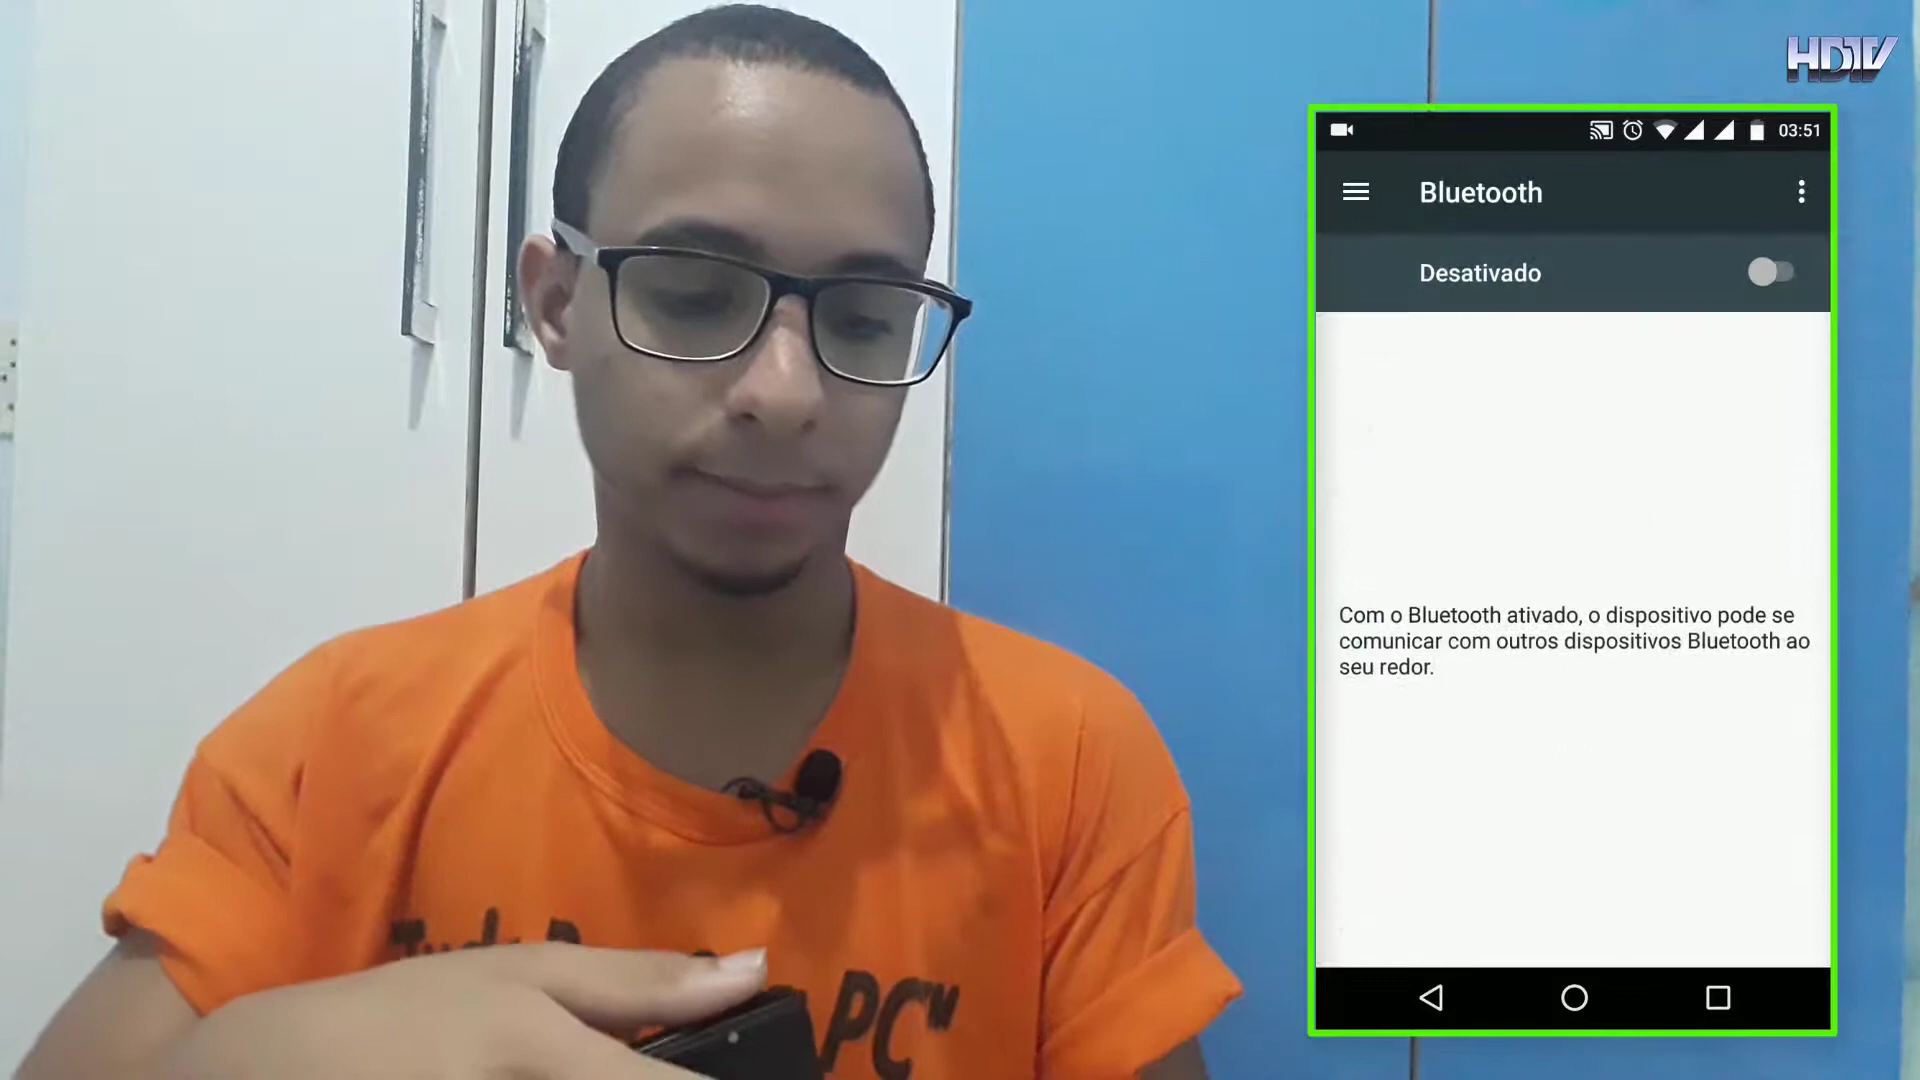 HDTV
03:51
Bluetooth
Desativado
Com o Bluetooth ativado, o dispositivo pode se
comunicar com outros dispositivos Bluetooth ao
seu redor.
PC™